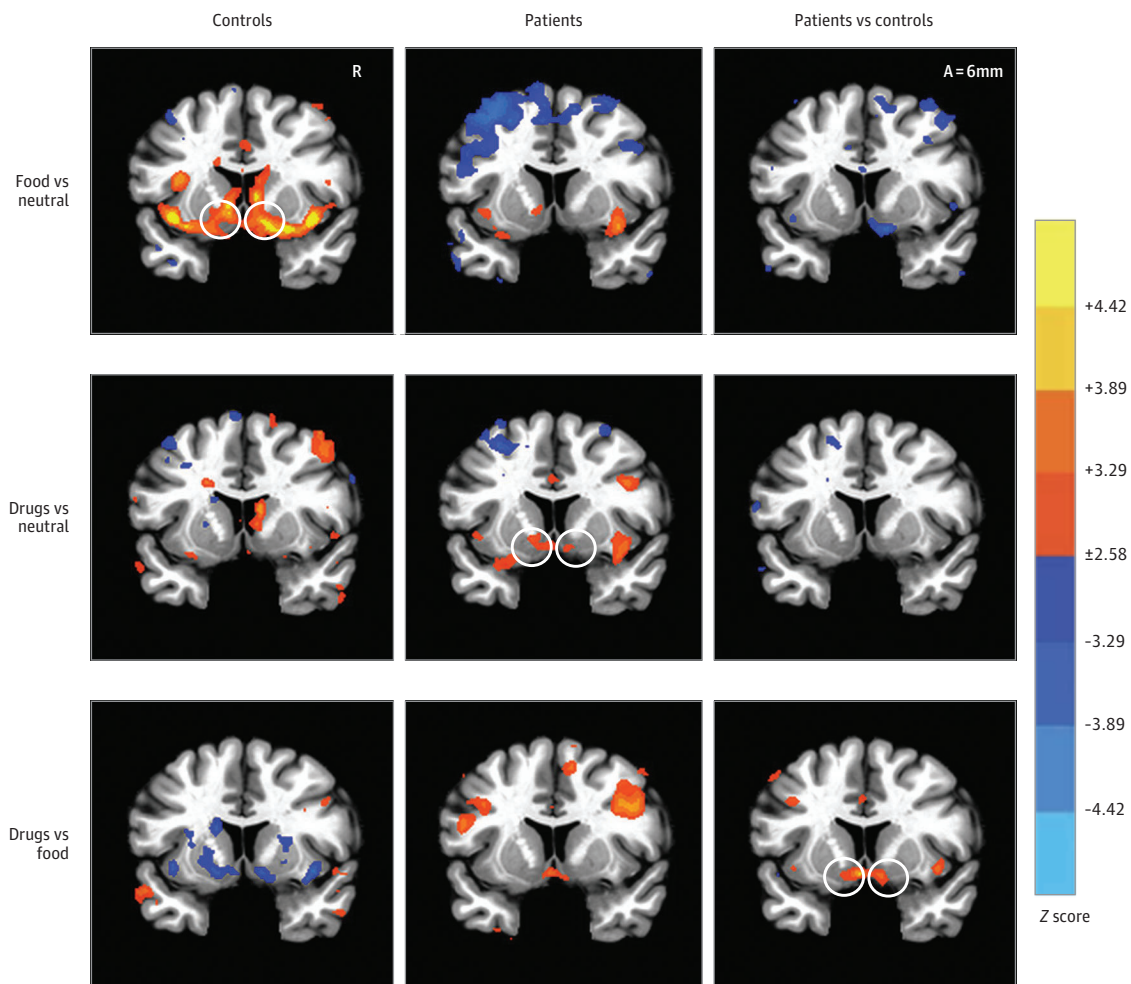 Controls
Patients
Patients vs controls
R
A = 6mm
Food vs
neutral
Drugs vs
neutral
Drugs vs
food
+4.42
+3.89
+3.29
±2.58
-3.29
-3.89
-4.42
Z score